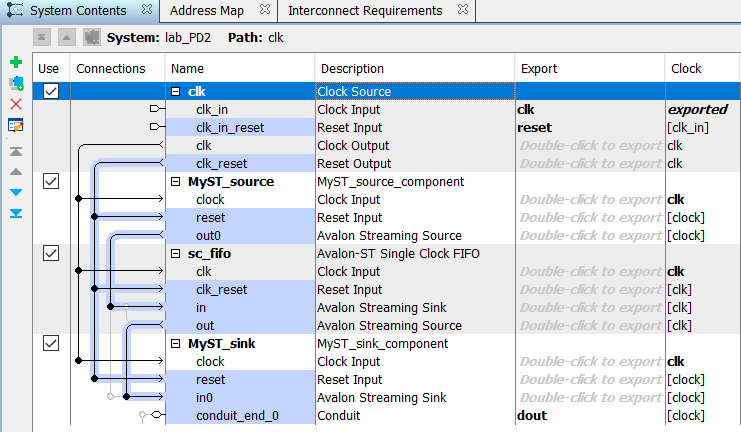 System Contents Address Map Interconnect Requirements
System: lab_PD2 Path: clk
Use Connections Name Description Export Clock
clk Clock Source
clk_in Clock Input clk exported
clk_in_reset Reset Input reset [clk_in]
clk Clock Output Double-click to export clk
clk_reset Reset Output Double-click to export clk
MyST_source MyST_source_component
clock Clock Input Double-click to export clk
reset Reset Input Double-click to export [clock]
out0 Avalon Streaming Source Double-click to export [clock]
sc_fifo Avalon-ST Single Clock FIFO
clk Clock Input Double-click to export clk
clk_reset Reset Input Double-click to export [clk]
in Avalon Streaming Sink Double-click to export [clk]
out Avalon Streaming Source Double-click to export [clk]
MyST_sink MyST_sink_component
clock Clock Input Double-click to export clk
reset Reset Input Double-click to export [clock]
in0 Avalon Streaming Sink Double-click to export [clock]
conduit_end_0 Conduit dout [clock]